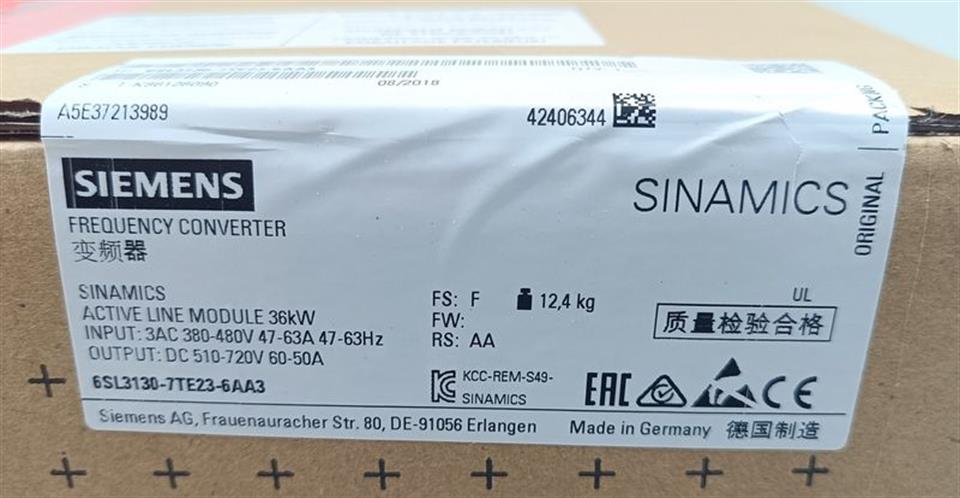 08/2018
A5E37213989
42406344
ORIGINAL PACKING
SIEMENS
SINAMICS
FREQUENCY CONVERTER
变频器
SINAMICS
ACTIVE LINE MODULE 36kW
INPUT: 3AC 380-480V 47-63A 47-63Hz
OUTPUT: DC 510-720V 60-50A
6SL3130-7TE23-6AA3
FS: F
12,4 kg
FW:
RS: AA
UL
质量检验合格
KCC-REM-S49-
SINAMICS
EAC
CE
Siemens AG, Frauenauracher Str. 80, DE-91056 Erlangen
Made in Germany 德国制造